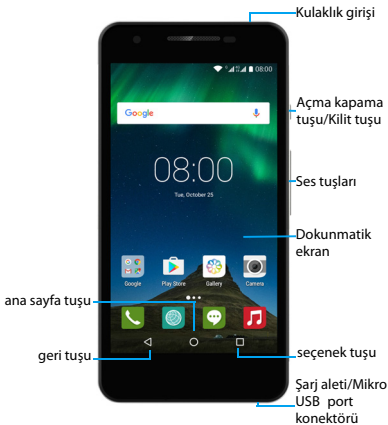 Kulaklık girişi
08:00
Google
Açma kapama
tuşu/Kilit tuşu
08:00
Tue, October 25
Ses tuşları
Dokunmatik
ekran
Google
Play Store
Gallery
Camera
ana sayfa tuşu
geri tuşu
seçenek tuşu
Şarj aleti/Mikro
USB port
konektörü